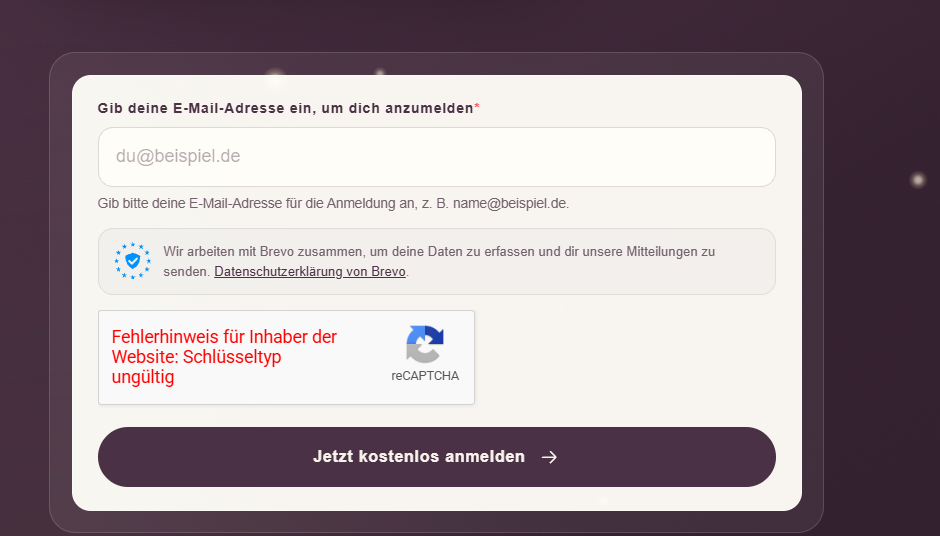 Gib deine E-Mail-Adresse ein, um dich anzumelden*
du@beispiel.de
Gib bitte deine E-Mail-Adresse für die Anmeldung an, z. B. name@beispiel.de.
Wir arbeiten mit Brevo zusammen, um deine Daten zu erfassen und dir unsere Mitteilungen zu
senden. Datenschutzerklärung von Brevo.
Fehlerhinweis für Inhaber der
Website: Schlüsseltyp
ungültig
reCAPTCHA
Jetzt kostenlos anmelden →